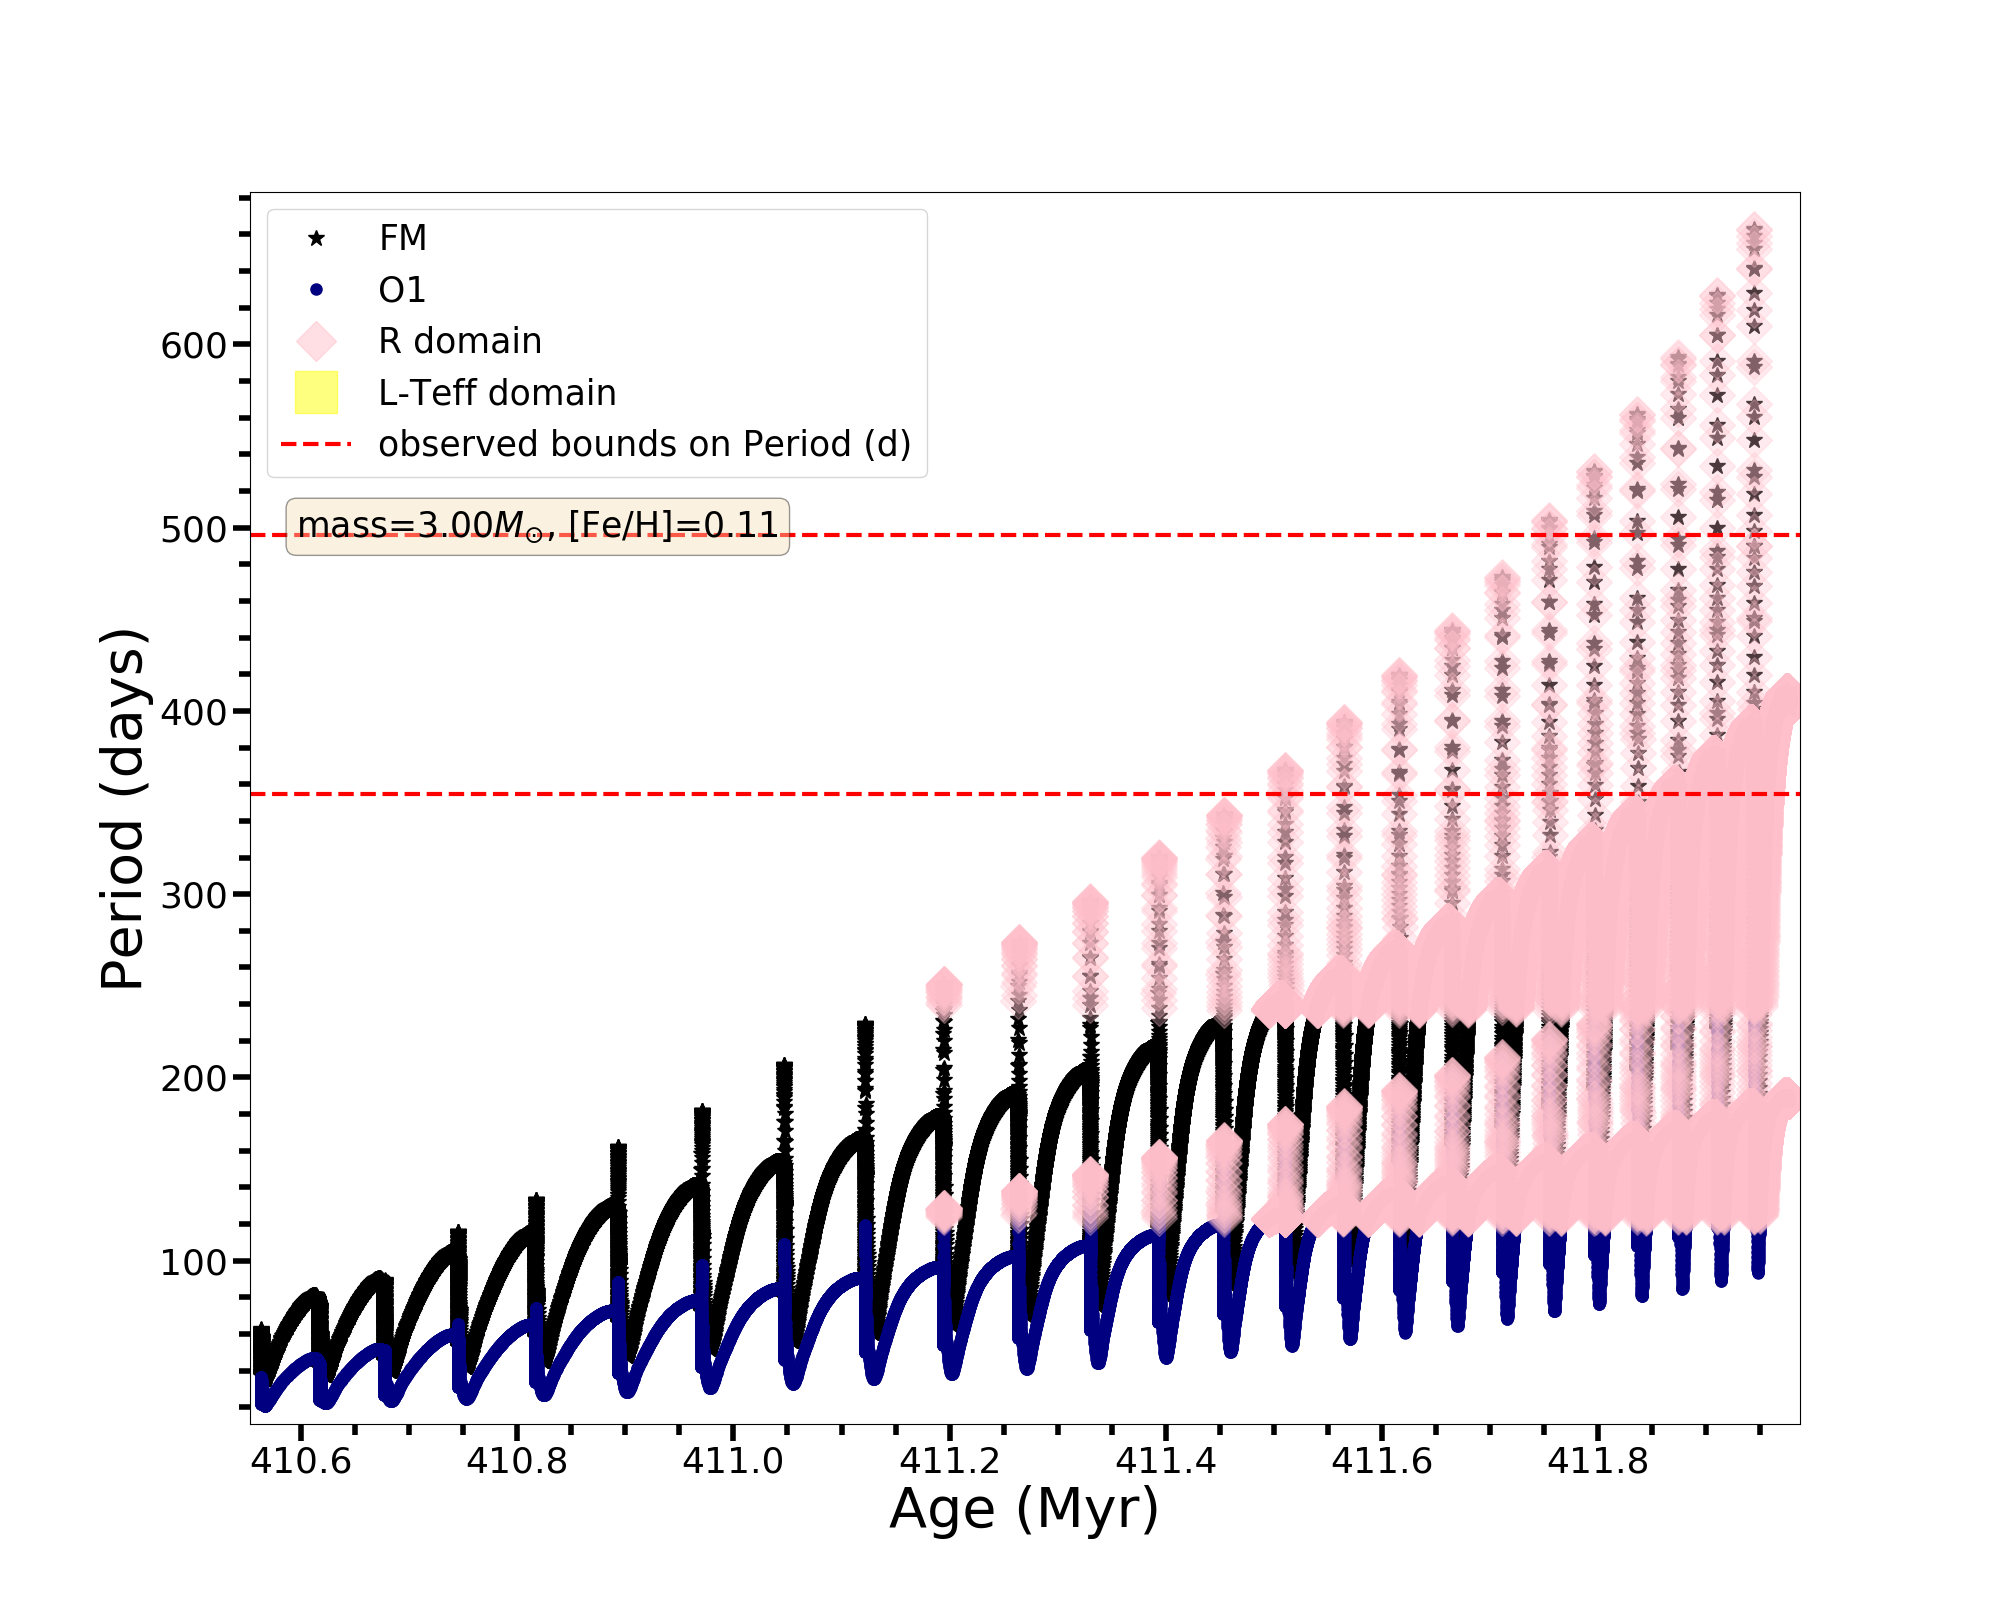 FM
O1
R domain
L-Teff domain
observed bounds on Period (d)
mass=3.00M⊙, [Fe/H]=0.11
600
500
400
300
200
100
Period (days)
410.6 410.8 411.0 411.2 411.4 411.6 411.8
Age (Myr)